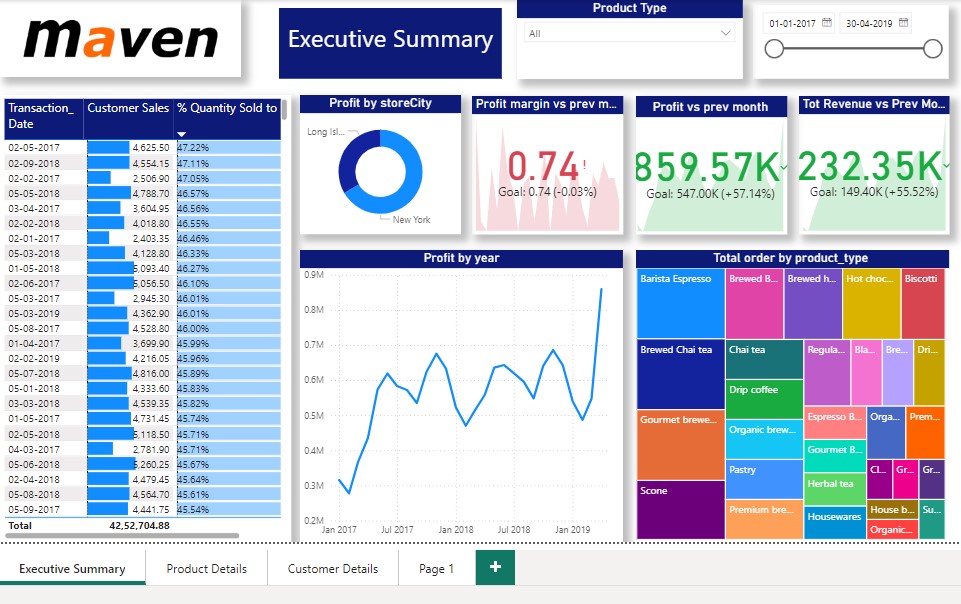 maven
Executive Summary
Product Type
All
01-01-2017
30-04-2019
Transaction_
Date
Customer Sales
% Quantity Sold to
02-05-2017 4,625.50 47.22%
02-09-2018 4,554.15 47.11%
02-02-2017 2,506.90 47.05%
05-05-2018 4,788.70 46.57%
03-04-2017 3,604.95 46.56%
02-02-2018 4,018.80 46.55%
02-01-2017 2,403.35 46.46%
05-03-2018 4,128.80 46.33%
01-05-2018 5,093.40 46.27%
02-06-2017 5,056.50 46.10%
05-03-2017 2,945.30 46.01%
05-03-2019 4,362.90 46.01%
05-08-2017 4,528.80 46.00%
01-04-2017 3,699.90 45.99%
02-02-2019 4,216.05 45.96%
05-07-2018 4,816.00 45.89%
05-01-2018 4,333.60 45.83%
03-03-2018 4,539.35 45.82%
01-05-2017 4,731.45 45.74%
02-05-2018 5,118.50 45.71%
04-03-2017 2,781.90 45.71%
05-06-2018 5,260.25 45.67%
02-04-2018 4,479.45 45.64%
05-08-2018 4,564.70 45.61%
05-09-2017 4,441.75 45.54%
Total 42,52,704.88
Profit by storeCity
Long Isl...
New York
Profit margin vs prev m...
0.74!
Goal: 0.74 (-0.03%)
Profit vs prev month
859.57K
Goal: 547.00K (+57.14%)
Tot Revenue vs Prev Mo...
232.35K
Goal: 149.40K (+55.52%)
Profit by year
0.9M
0.8M
0.7M
0.6M
0.5M
0.4M
0.3M
0.2M
Jan 2017 Jul 2017 Jan 2018 Jul 2018 Jan 2019
Total order by product_type
Barista Espresso
Brewed B...
Brewed h...
Hot choc...
Biscotti
Brewed Chai tea
Chai tea
Regula...
Bla...
Bre...
Dri...
Drip coffee
Gourmet brewe...
Organic brew...
Espresso B...
Orga...
Prem...
Gourmet B...
Pastry
Cl...
Gr...
Gr...
Scone
Herbal tea
Premium bre...
Housewares
House b...
Su...
Organic...
Executive Summary
Product Details
Customer Details
Page 1
+